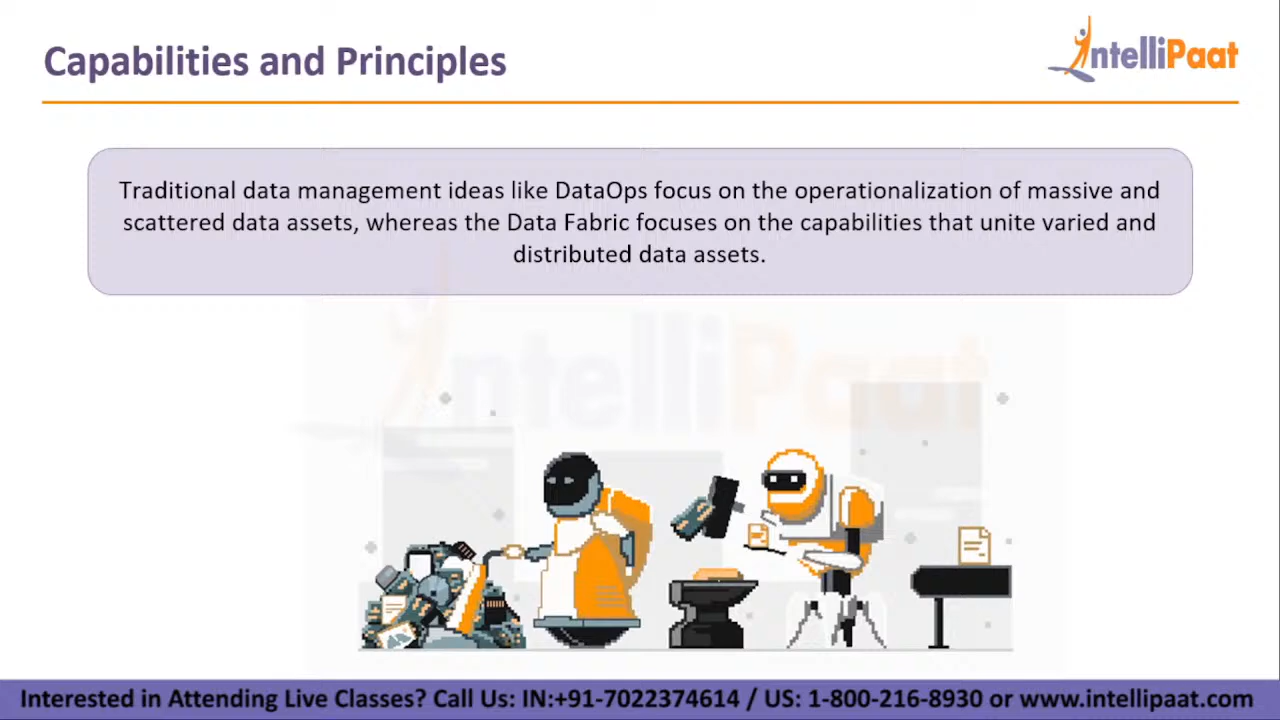 Capabilities and Principles
IntelliPaat
Traditional data management ideas like DataOps focus on the operationalization of massive and
scattered data assets, whereas the Data Fabric focuses on the capabilities that unite varied and
distributed data assets.
IntelliPaat
Interested in Attending Live Classes? Call Us: IN:+91-7022374614 / US: 1-800-216-8930 or www.intellipaat.com